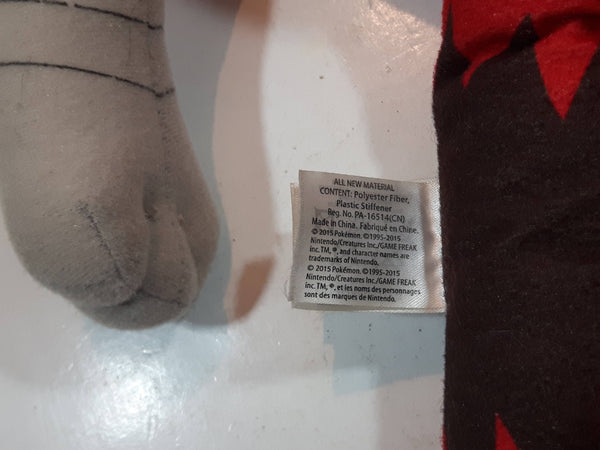 ALL NEW MATERIAL
CONTENT: Polyester Fiber,
Plastic Stiffener
Reg. No. PA-16514(CN)
Made in China. Fabriqué en Chine.
© 2015 Pokémon. ©1995-2015
Nintendo/Creatures Inc./GAME FREAK
inc. TM, ®, and character names are
trademarks of Nintendo.
© 2015 Pokémon. ©1995-2015
Nintendo/Creatures Inc./GAME FREAK
inc. TM, ®, et les noms des personnages
sont des marques de Nintendo.